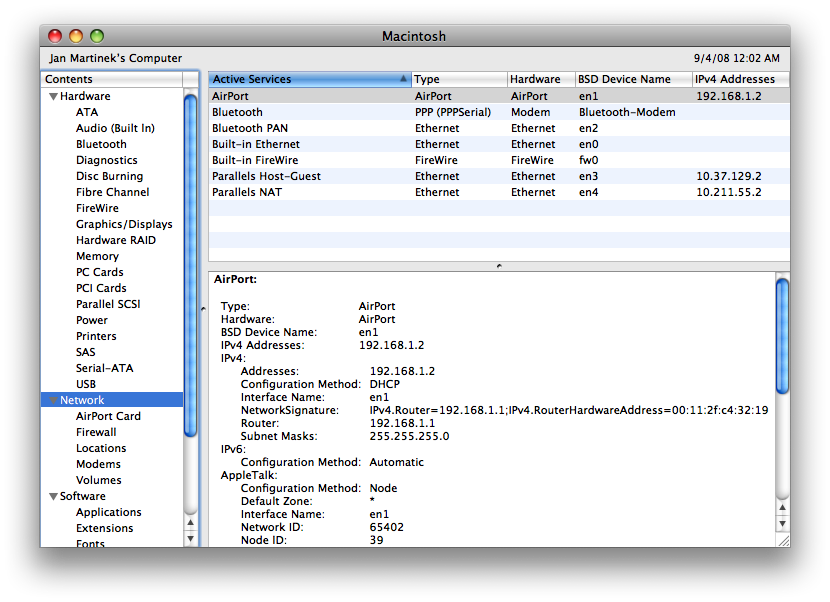 Macintosh
Jan Martinek's Computer 9/4/08 12:02 AM
Contents
Hardware
ATA
Audio (Built In)
Bluetooth
Diagnostics
Disc Burning
Fibre Channel
FireWire
Graphics/Displays
Hardware RAID
Memory
PC Cards
PCI Cards
Parallel SCSI
Power
Printers
SAS
Serial-ATA
USB
Network
AirPort Card
Firewall
Locations
Modems
Volumes
Software
Applications
Extensions
Fonts
Active Services Type Hardware BSD Device Name IPv4 Addresses
AirPort AirPort AirPort en1 192.168.1.2
Bluetooth PPP (PPPSerial) Modem Bluetooth-Modem
Bluetooth PAN Ethernet Ethernet en2
Built-in Ethernet Ethernet Ethernet en0
Built-in FireWire FireWire FireWire fw0
Parallels Host-Guest Ethernet Ethernet en3 10.37.129.2
Parallels NAT Ethernet Ethernet en4 10.211.55.2
AirPort:
Type: AirPort
Hardware: AirPort
BSD Device Name: en1
IPv4 Addresses: 192.168.1.2
IPv4:
Addresses: 192.168.1.2
Configuration Method: DHCP
Interface Name: en1
NetworkSignature: IPv4.Router=192.168.1.1;IPv4.RouterHardwareAddress=00:11:2f:c4:32:19
Router: 192.168.1.1
Subnet Masks: 255.255.255.0
IPv6:
Configuration Method: Automatic
AppleTalk:
Configuration Method: Node
Default Zone: *
Interface Name: en1
Network ID: 65402
Node ID: 39